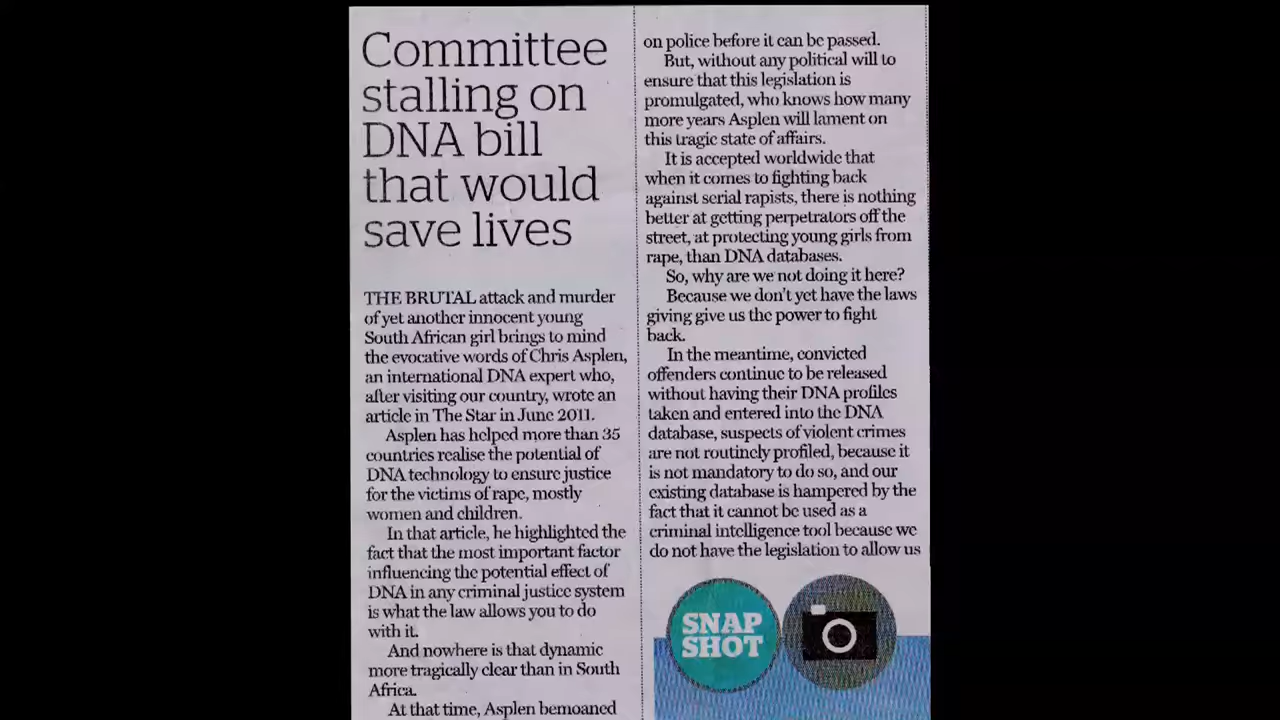 Committee
stalling on
DNA bill
that would
save lives
THE BRUTAL attack and murder
of yet another innocent young
South African girl brings to mind
the evocative words of Chris Asplen,
an international DNA expert who,
after visiting our country, wrote an
article in The Star in June 2011.
Asplen has helped more than 35
countries realise the potential of
DNA technology to ensure justice
for the victims of rape, mostly
women and children.
In that article, he highlighted the
fact that the most important factor
influencing the potential effect of
DNA in any criminal justice system
is what the law allows you to do
with it.
And nowhere is that dynamic
more tragically clear than in South
Africa.
At that time, Asplen bemoaned
on police before it can be passed.
But, without any political will to
ensure that this legislation is
promulgated, who knows how many
more years Asplen will lament on
this tragic state of affairs.
It is accepted worldwide that
when it comes to fighting back
against serial rapists, there is nothing
better at getting perpetrators off the
street, at protecting young girls from
rape, than DNA databases.
So, why are we not doing it here?
Because we don't yet have the laws
giving give us the power to fight
back.
In the meantime, convicted
offenders continue to be released
without having their DNA profiles
taken and entered into the DNA
database, suspects of violent crimes
are not routinely profiled, because it
is not mandatory to do so, and our
existing database is hampered by the
fact that it cannot be used as a
criminal intelligence tool because we
do not have the legislation to allow us
SNAP
SHOT